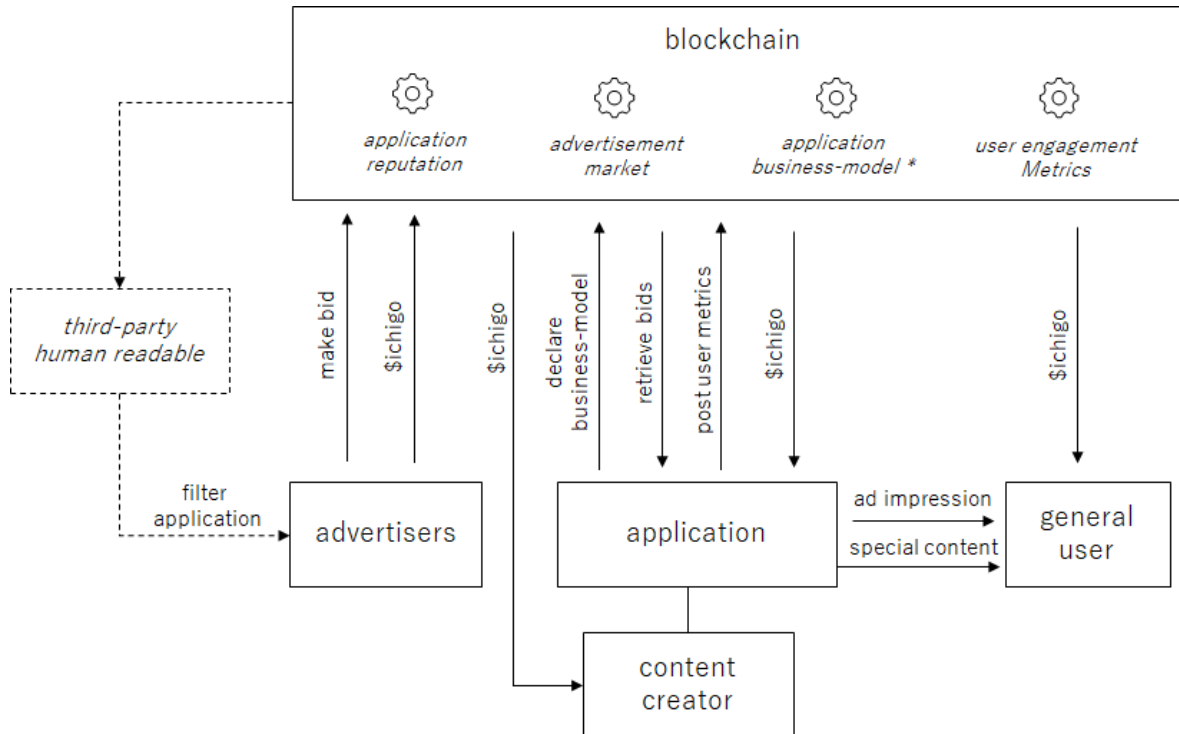 blockchain
application
reputation
advertisement
market
application
business-model *
user engagement
Metrics
third-party
human readable
make bid
$ichigo
$ichigo
declare
business-model
retrieve bids
post user metrics
$ichigo
$ichigo
filter
application
advertisers
application
ad impression
special content
general
user
content
creator